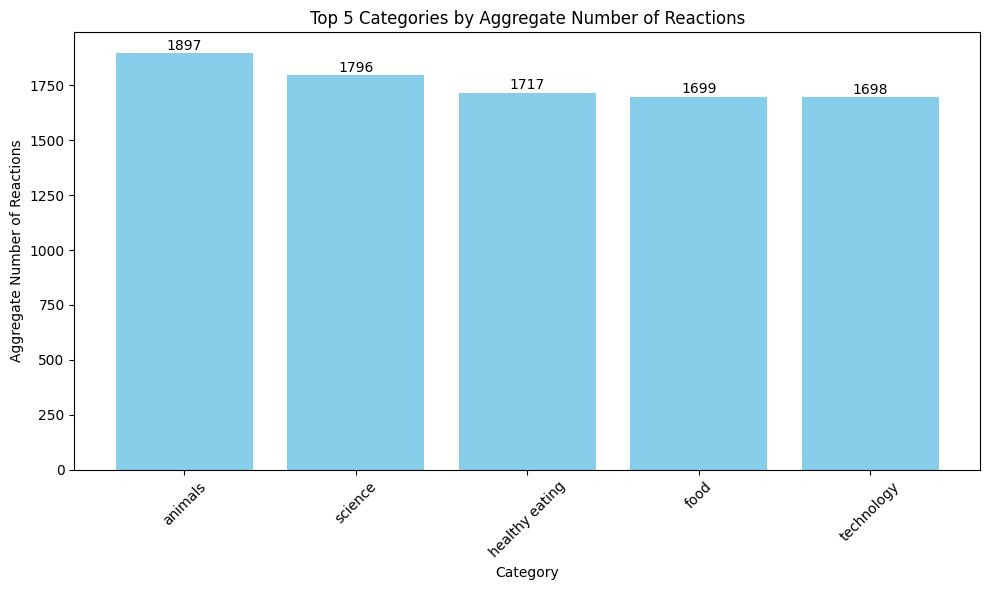 Top 5 Categories by Aggregate Number of Reactions
1897
1796
1717
1699
1698
Aggregate Number of Reactions
1750
1500
1250
1000
750
500
250
0
animals
science
healthy eating
food
technology
Category